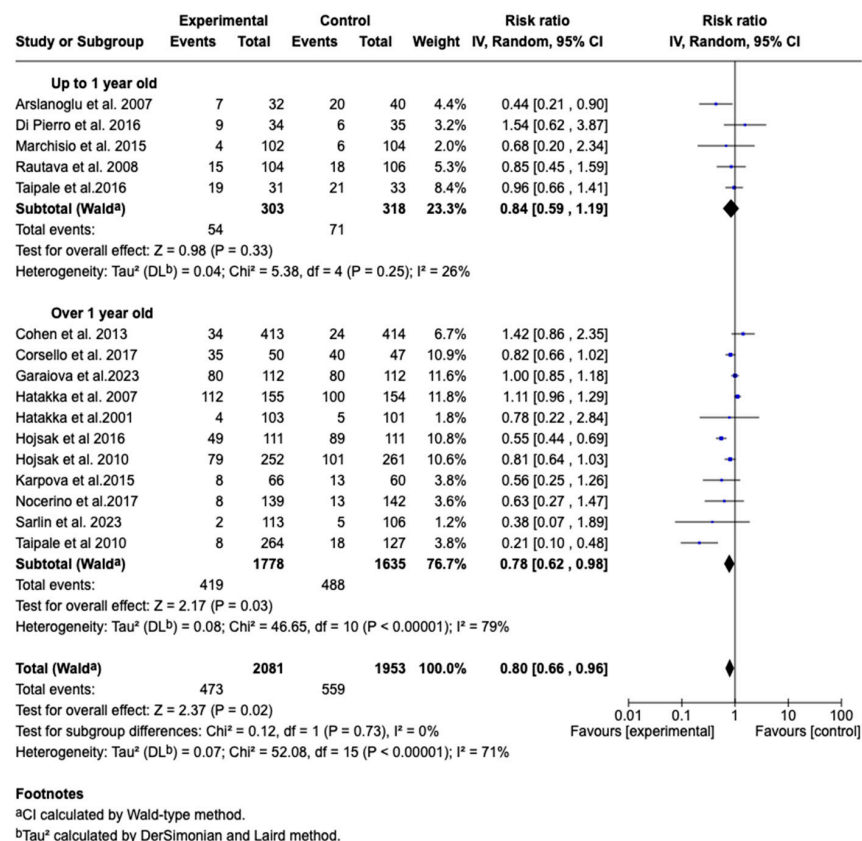 Experimental Control Risk ratio Risk ratio
Study or Subgroup Events Total Events Total Weight IV, Random, 95% CI IV, Random, 95% CI
Up to 1 year old
Arslanoglu et al. 2007 7 32 20 40 4.4% 0.44 [0.21 , 0.90]
Di Pierro et al. 2016 9 34 6 35 3.2% 1.54 [0.62 , 3.87]
Marchisio et al. 2015 4 102 6 104 2.0% 0.68 [0.20 , 2.34]
Rautava et al. 2008 15 104 18 106 5.3% 0.85 [0.45 , 1.59]
Taipale et al.2016 19 31 21 33 8.4% 0.96 [0.66 , 1.41]
Subtotal (Waldᵃ) 303 318 23.3% 0.84 [0.59 , 1.19]
Total events: 54 71
Test for overall effect: Z = 0.98 (P = 0.33)
Heterogeneity: Tau² (DLᵇ) = 0.04; Chi² = 5.38, df = 4 (P = 0.25); I² = 26%
Over 1 year old
Cohen et al. 2013 34 413 24 414 6.7% 1.42 [0.86 , 2.35]
Corsello et al. 2017 35 50 40 47 10.9% 0.82 [0.66 , 1.02]
Garaiova et al.2023 80 112 80 112 11.6% 1.00 [0.85 , 1.18]
Hatakka et al. 2007 112 155 100 154 11.8% 1.11 [0.96 , 1.29]
Hatakka et al.2001 4 103 5 101 1.8% 0.78 [0.22 , 2.84]
Hojsak et al 2016 49 111 89 111 10.8% 0.55 [0.44 , 0.69]
Hojsak et al. 2010 79 252 101 261 10.6% 0.81 [0.64 , 1.03]
Karpova et al.2015 8 66 13 60 3.8% 0.56 [0.25 , 1.26]
Nocerino et al.2017 8 139 13 142 3.6% 0.63 [0.27 , 1.47]
Sarlin et al. 2023 2 113 5 106 1.2% 0.38 [0.07 , 1.89]
Taipale et al 2010 8 264 18 127 3.8% 0.21 [0.10 , 0.48]
Subtotal (Waldᵃ) 1778 1635 76.7% 0.78 [0.62 , 0.98]
Total events: 419 488
Test for overall effect: Z = 2.17 (P = 0.03)
Heterogeneity: Tau² (DLᵇ) = 0.08; Chi² = 46.65, df = 10 (P < 0.00001); I² = 79%
Total (Waldᵃ) 2081 1953 100.0% 0.80 [0.66 , 0.96]
Total events: 473 559
Test for overall effect: Z = 2.37 (P = 0.02) 0.01 0.1 1 10 100
Test for subgroup differences: Chi² = 0.12, df = 1 (P = 0.73), I² = 0% Favours [experimental] Favours [control]
Heterogeneity: Tau² (DLᵇ) = 0.07; Chi² = 52.08, df = 15 (P < 0.00001); I² = 71%
Footnotes
ᵃCI calculated by Wald-type method.
ᵇTau² calculated by DerSimonian and Laird method.